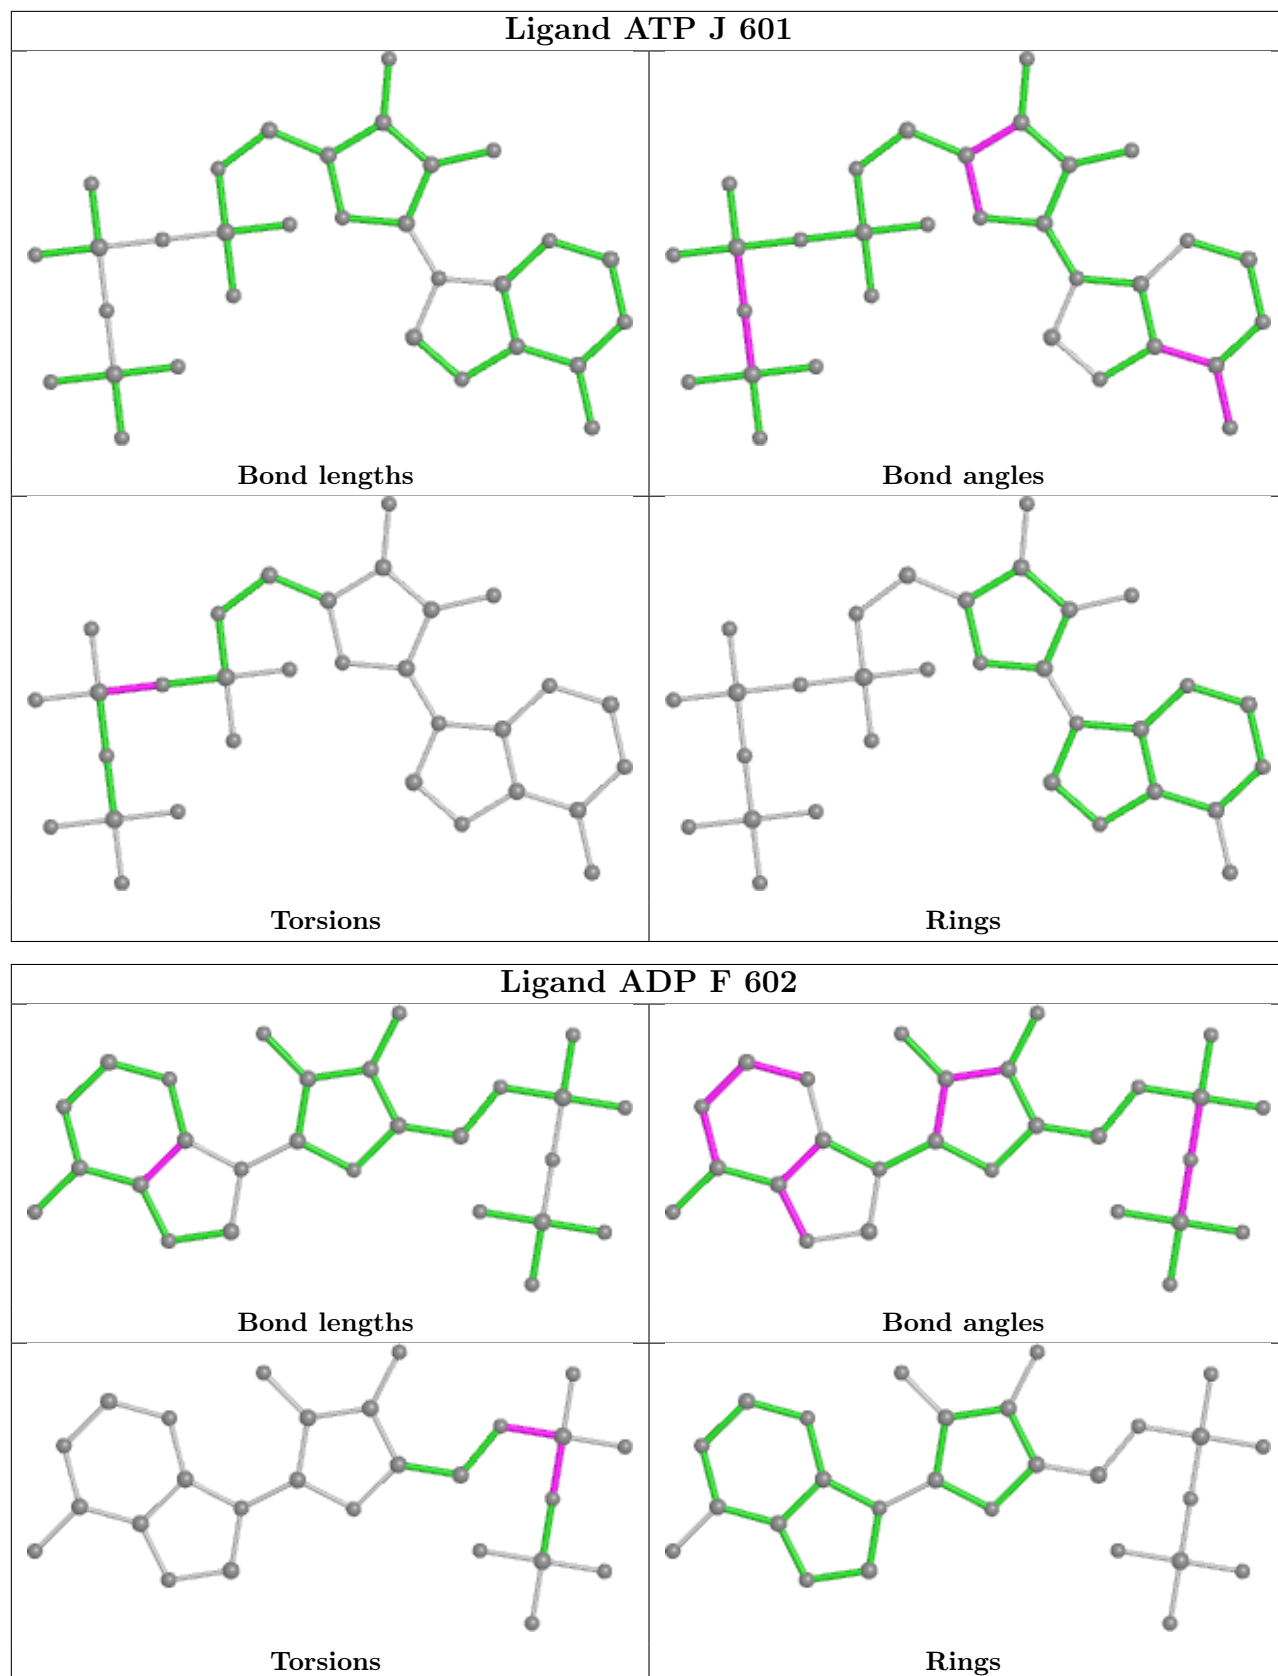 Ligand ATP J 601
Bond lengths
Bond angles
Torsions
Rings
Ligand ADP F 602
Bond lengths
Bond angles
Torsions
Rings